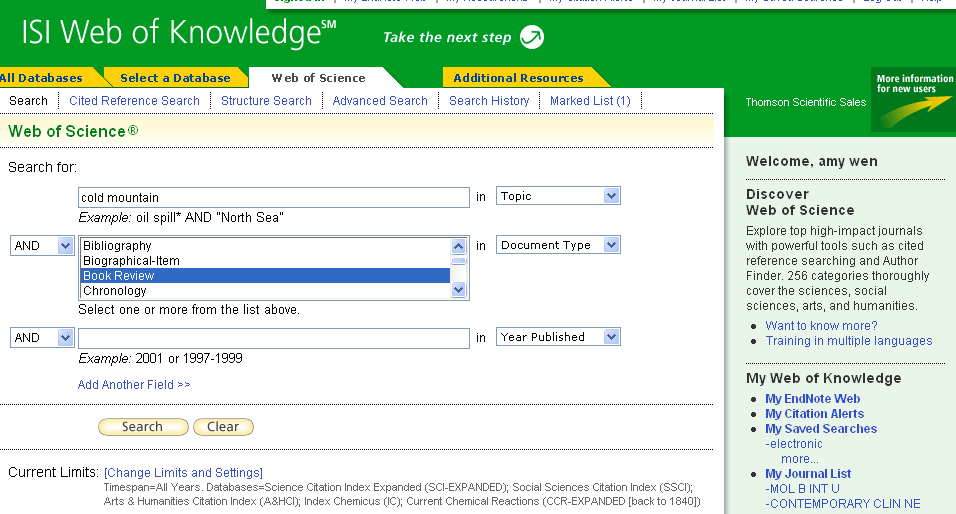 ISI Web of Knowledge℠
Take the next step
All Databases
Select a Database
Web of Science
Additional Resources
More information
for new users
Thomson Scientific Sales
Search
Cited Reference Search
Structure Search
Advanced Search
Search History
Marked List (1)
Web of Science®
Search for:
cold mountain
in
Topic
Example: oil spill* AND "North Sea"
AND
Bibliography
Biographical-Item
Book Review
Chronology
in
Document Type
Select one or more from the list above.
AND
in
Year Published
Example: 2001 or 1997-1999
Add Another Field >>
Search
Clear
Current Limits: [Change Limits and Settings]
Timespan=All Years. Databases=Science Citation Index Expanded (SCI-EXPANDED); Social Sciences Citation Index (SSCI);
Arts & Humanities Citation Index (A&HCI); Index Chemicus (IC); Current Chemical Reactions (CCR-EXPANDED [back to 1840])
Welcome, amy wen
Discover
Web of Science
Explore top high-impact journals
with powerful tools such as cited
reference searching and Author
Finder. 256 categories thoroughly
cover the sciences, social
sciences, arts, and humanities.
Want to know more?
Training in multiple languages
My Web of Knowledge
My EndNote Web
My Citation Alerts
My Saved Searches
-electronic
more...
My Journal List
-MOL B INT U
-CONTEMPORARY CLIN NE